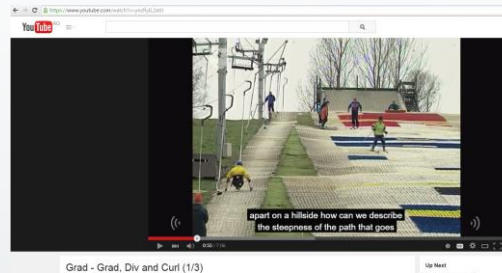 YouTube
apart on a hillside how can we describe
the steepness of the path that goes
Grad - Grad, Div and Curl (1/3)
Up Next